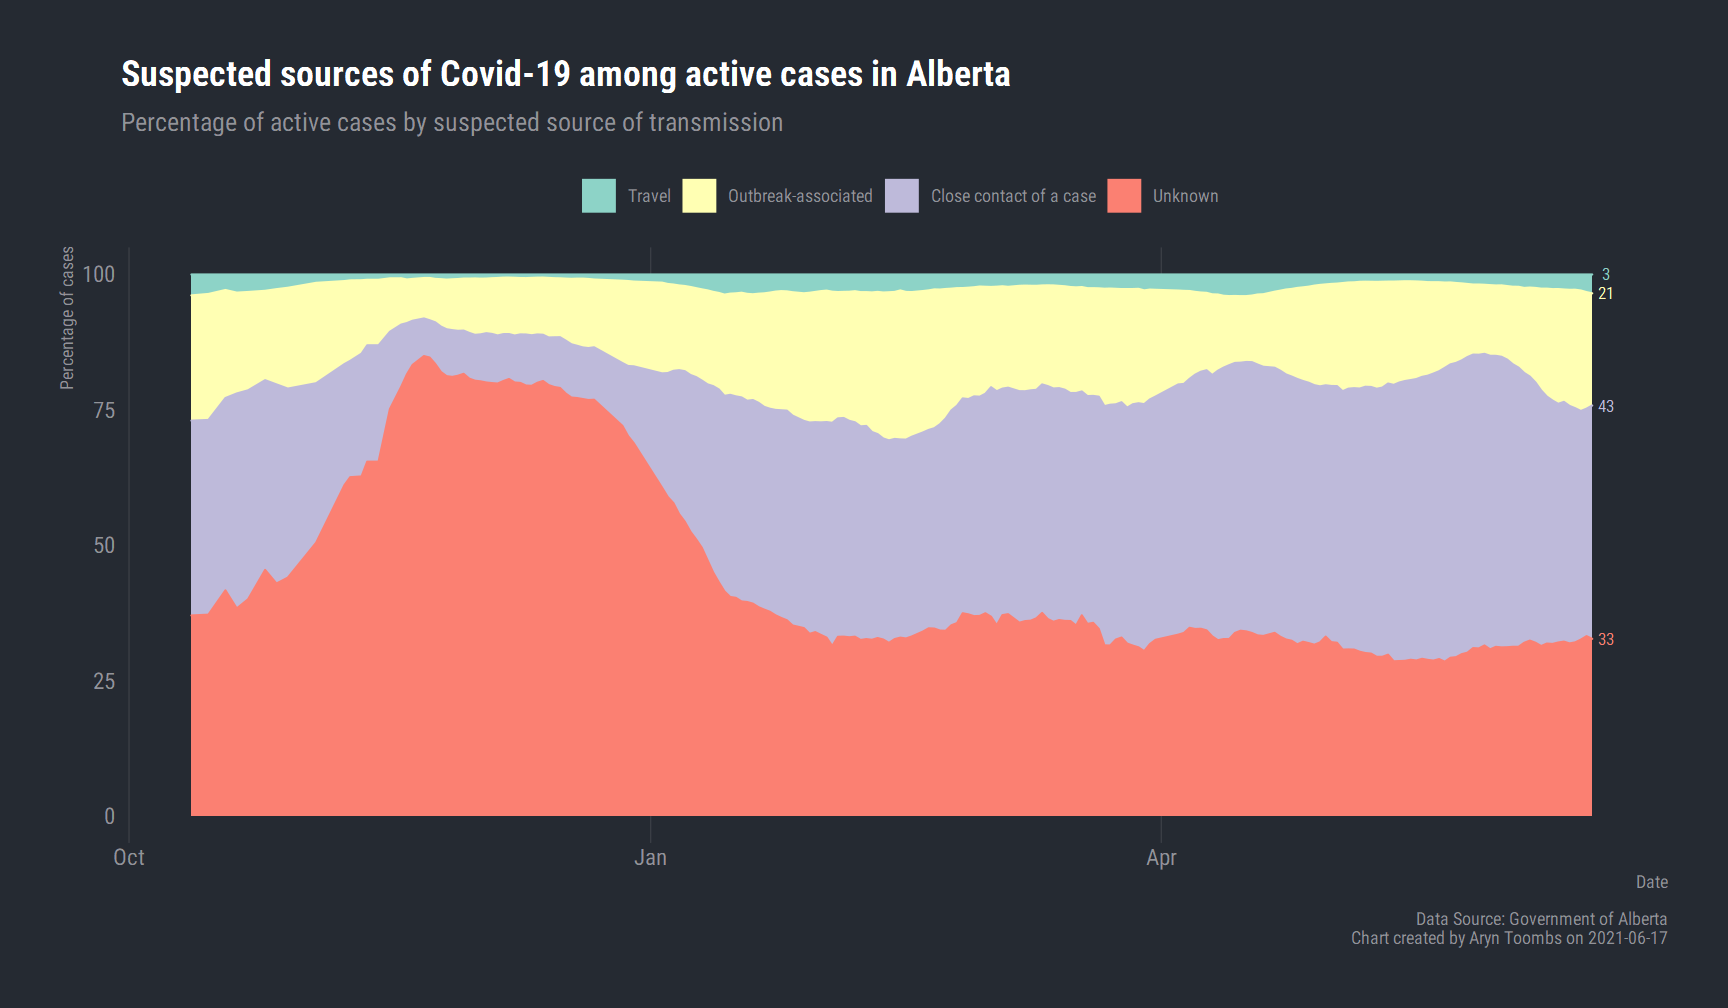 Suspected sources of Covid-19 among active cases in Alberta
Percentage of active cases by suspected source of transmission
Travel
Outbreak-associated
Close contact of a case
Unknown
Percentage of cases
100
75
50
25
0
3
21
43
33
Oct
Jan
Apr
Date
Data Source: Government of Alberta
Chart created by Aryn Toombs on 2021-06-17